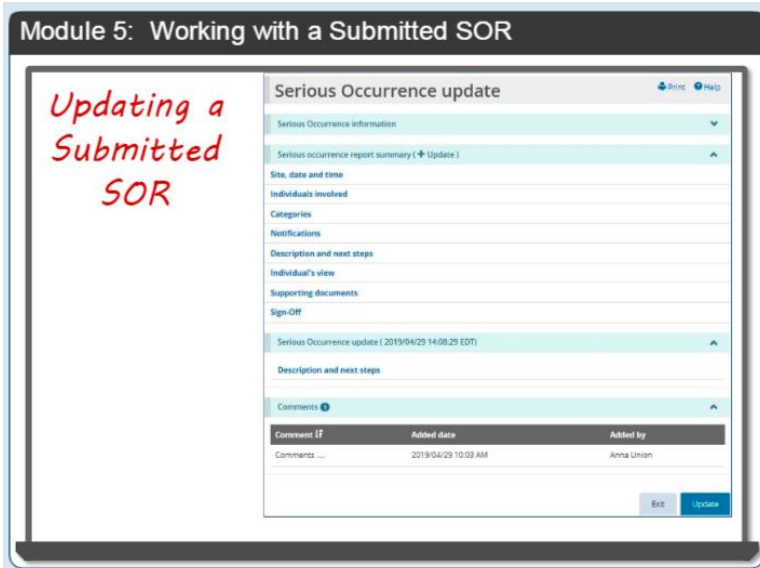 Module 5: Working with a Submitted SOR
Updating a
Submitted
SOR
Serious Occurrence update
Print Help
Serious Occurrence information
Serious occurrence report summary ( + Update )
Site, date and time
Individuals involved
Categories
Notifications
Description and next steps
Individual's view
Supporting documents
Sign-Off
Serious Occurrence update ( 2019/04/29 14:08:29 EDT)
Description and next steps
Comments 1
Comment Added date Added by
Comments .... 2019/04/29 10:03 AM Anna Union
Exit Update